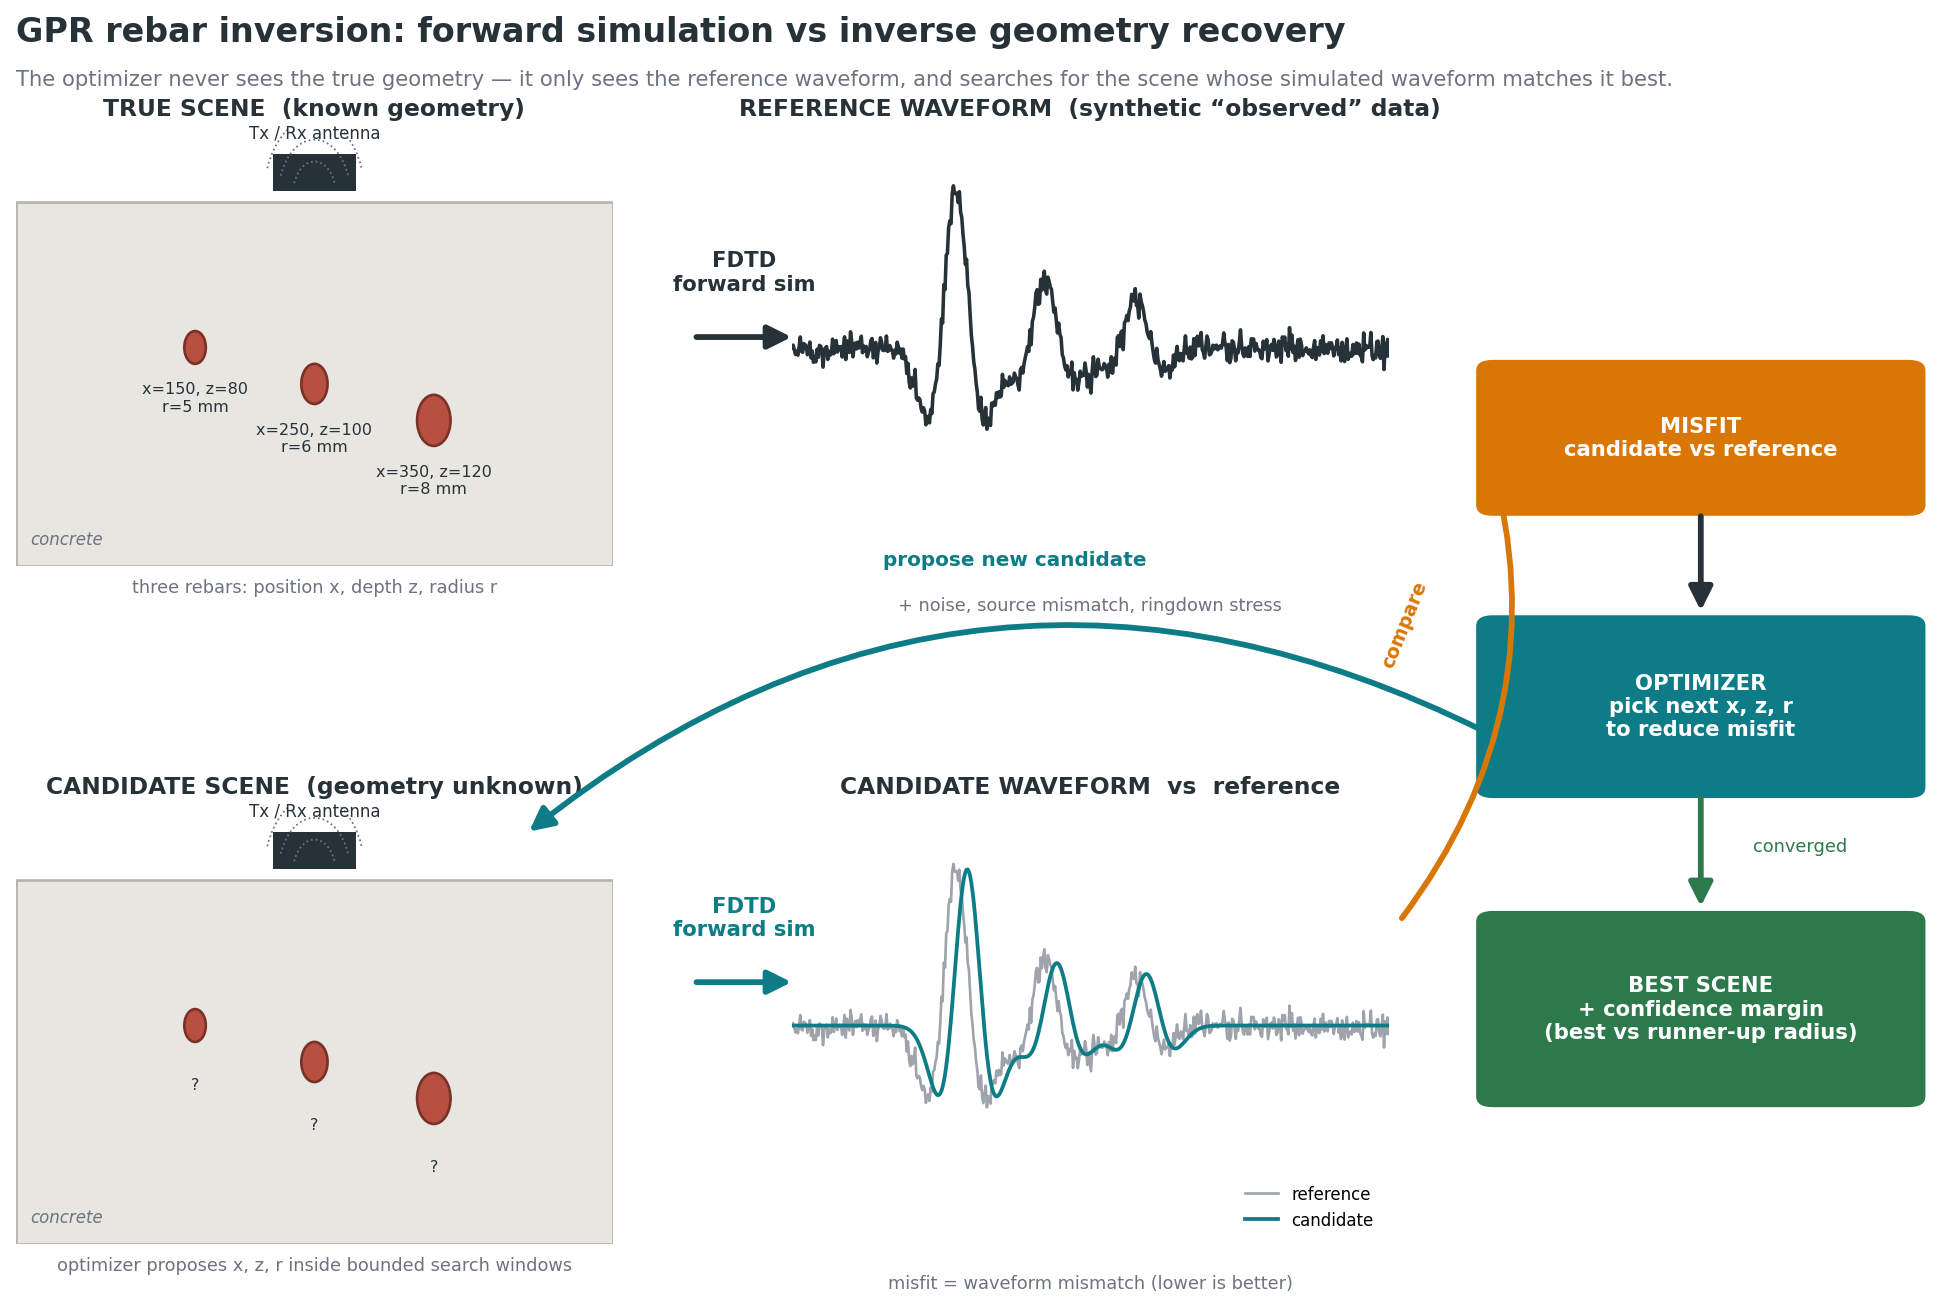 GPR rebar inversion: forward simulation vs inverse geometry recovery
The optimizer never sees the true geometry — it only sees the reference waveform, and searches for the scene whose simulated waveform matches it best.
TRUE SCENE  (known geometry)
Tx / Rx antenna
x=150, z=80
r=5 mm
x=250, z=100
r=6 mm
x=350, z=120
r=8 mm
concrete
three rebars: position x, depth z, radius r
FDTD
forward sim
REFERENCE WAVEFORM  (synthetic “observed” data)
propose new candidate
+ noise, source mismatch, ringdown stress
compare
MISFIT
candidate vs reference
OPTIMIZER
pick next x, z, r
to reduce misfit
converged
BEST SCENE
+ confidence margin
(best vs runner-up radius)
CANDIDATE SCENE  (geometry unknown)
Tx / Rx antenna
?
?
?
concrete
optimizer proposes x, z, r inside bounded search windows
FDTD
forward sim
CANDIDATE WAVEFORM  vs  reference
reference
candidate
misfit = waveform mismatch (lower is better)